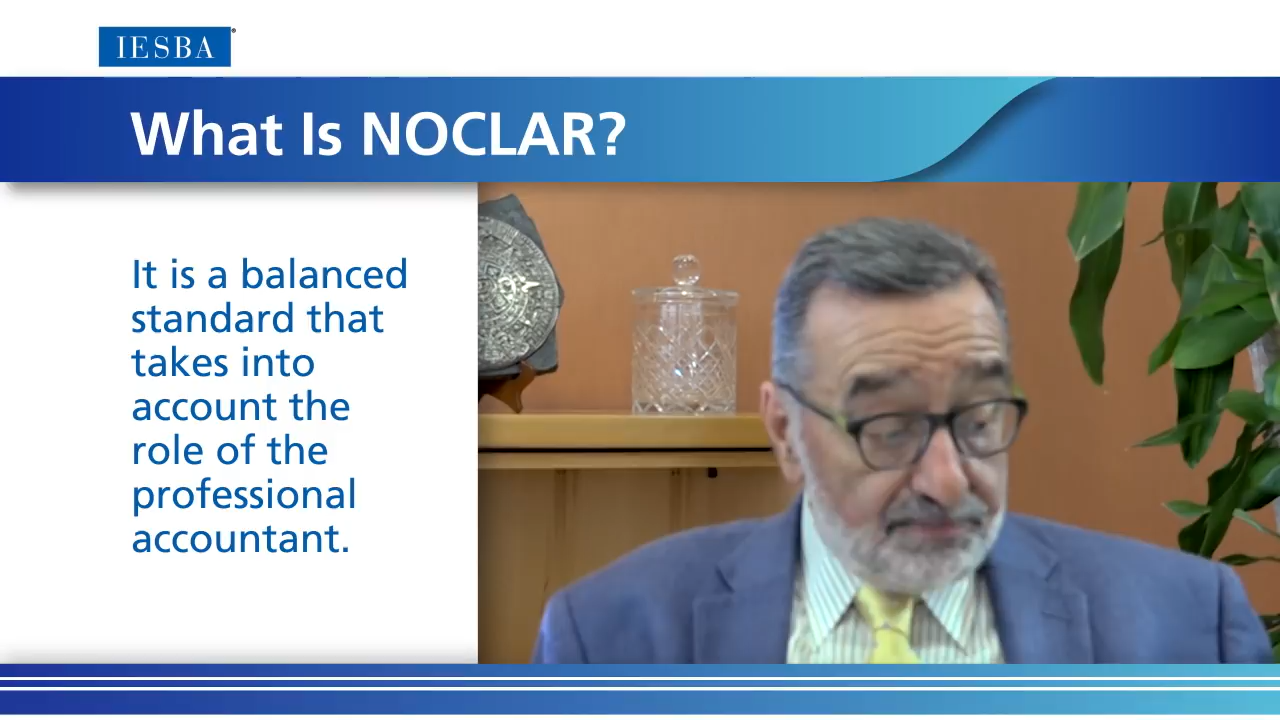 IESBA
What Is NOCLAR?
It is a balanced
standard that
takes into
account the
role of the
professional
accountant.